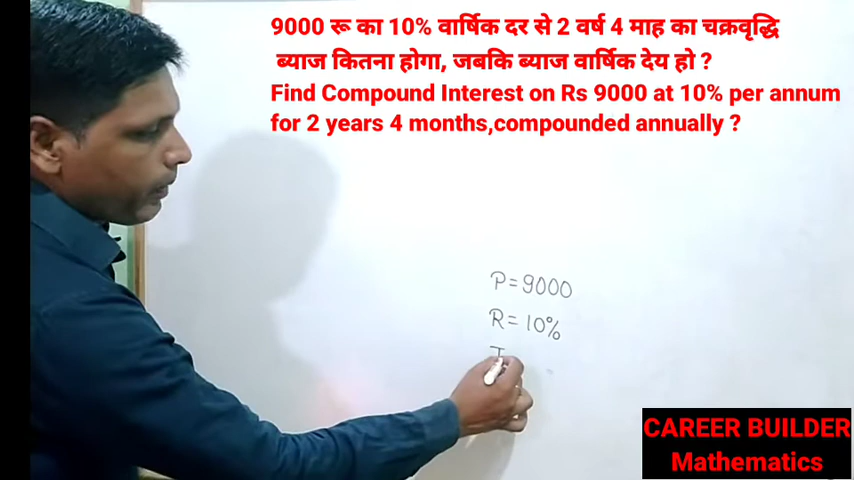 9000 रू का 10% वार्षिक दर से 2 वर्ष 4 माह का चक्रवृद्धि
ब्याज कितना होगा, जबकि ब्याज वार्षिक देय हो ?
Find Compound Interest on Rs 9000 at 10% per annum
for 2 years 4 months,compounded annually ?
P=9000
R=10%
T
CAREER BUILDER
Mathematics